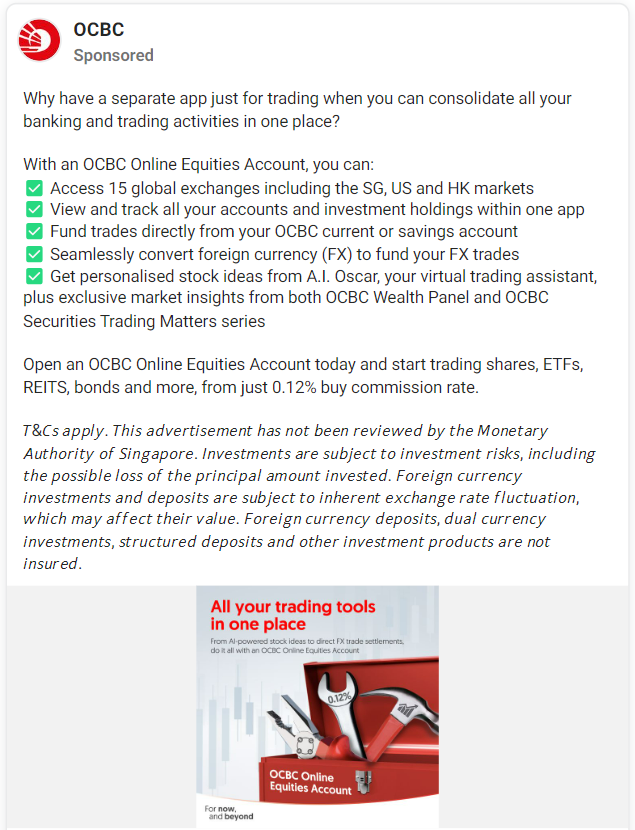 OCBC
Sponsored
Why have a separate app just for trading when you can consolidate all your
banking and trading activities in one place?
With an OCBC Online Equities Account, you can:
✅ Access 15 global exchanges including the SG, US and HK markets
✅ View and track all your accounts and investment holdings within one app
✅ Fund trades directly from your OCBC current or savings account
✅ Seamlessly convert foreign currency (FX) to fund your FX trades
✅ Get personalised stock ideas from A.I. Oscar, your virtual trading assistant,
plus exclusive market insights from both OCBC Wealth Panel and OCBC
Securities Trading Matters series
Open an OCBC Online Equities Account today and start trading shares, ETFs,
REITS, bonds and more, from just 0.12% buy commission rate.
T&Cs apply. This advertisement has not been reviewed by the Monetary
Authority of Singapore. Investments are subject to investment risks, including
the possible loss of the principal amount invested. Foreign currency
investments and deposits are subject to inherent exchange rate fluctuation,
which may affect their value. Foreign currency deposits, dual currency
investments, structured deposits and other investment products are not
insured.
All your trading tools
in one place
From AI-powered stock ideas to direct FX trade settlements,
do it all with an OCBC Online Equities Account
0.12%
OCBC Online
Equities Account
For now,
and beyond